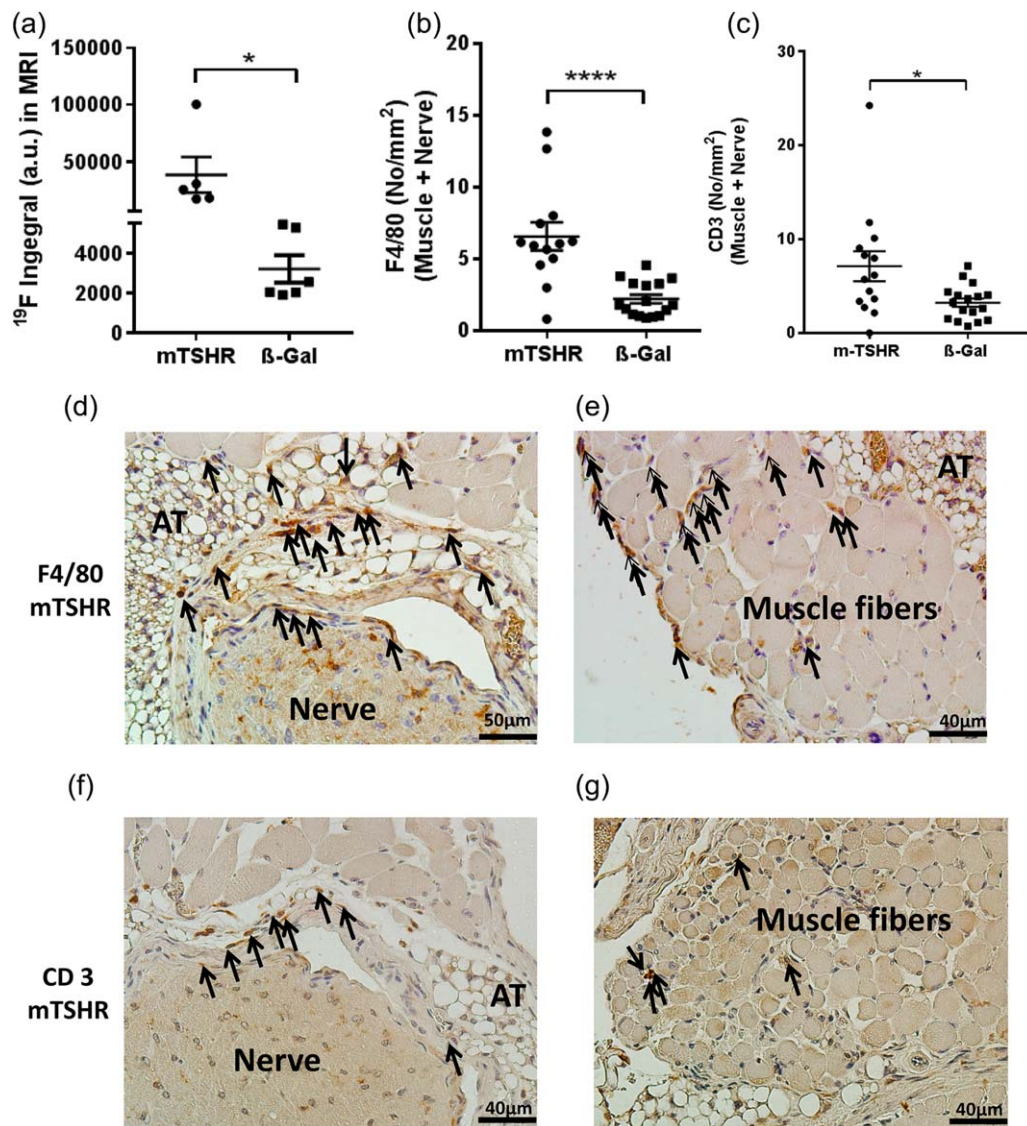 (a)
¹⁹F Ingegral (a.u.) in MRI
150000
100000
50000
4000
2000
0
*
mTSHR
ß-Gal
(b)
F4/80 (No/mm²)
(Muscle + Nerve)
20
15
10
5
0
****
mTSHR
ß-Gal
(c)
CD3 (No/mm²)
(Muscle + Nerve)
30
20
10
0
*
m-TSHR
ß-Gal
(d)
F4/80
mTSHR
AT
Nerve
50µm
(e)
AT
Muscle fibers
40µm
(f)
CD 3
mTSHR
AT
Nerve
40µm
(g)
Muscle fibers
40µm